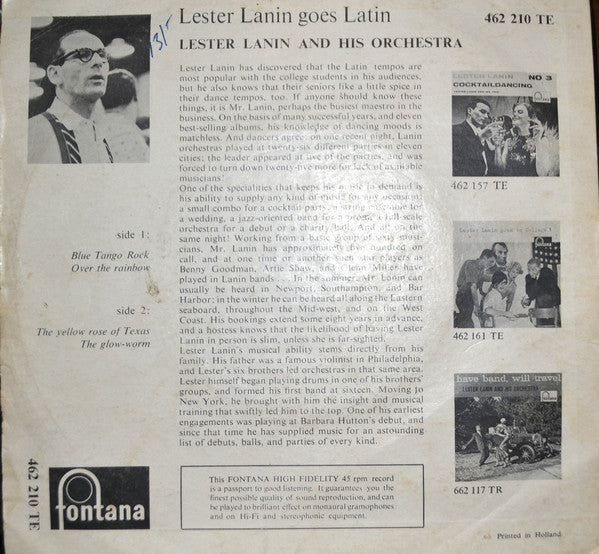 Lester Lanin goes Latin
462 210 TE
13/-
LESTER LANIN AND HIS ORCHESTRA
Lester Lanin has discovered that the Latin tempos are
most popular with the college students in his audiences,
but he also knows that their seniors like a little spice in
their dance tempos, too. If anyone should know these
things, it is Mr. Lanin, perhaps the busiest maestro in the
business. On the basis of many successful years, and eleven
best-selling albums, his knowledge of dancing moods is
matchless. And dancers agree: on one recent night, Lanin
orchestras played at twenty-six different parties in eleven
cities; the leader appeared at five of the parties, and was
forced to turn down twenty-five more for lack of available
musicians!
One of the specialities that keeps his music in demand is
his ability to supply any kind of music for any occasion:
a small combo for a cocktail party, a string ensemble for
a wedding, a jazz-oriented band for a prom, a full-scale
orchestra for a debut or a charity ball. And all on the
same night! Working from a basic group of sixty musi-
cians, Mr. Lanin has approximately five hundred on
call, and at one time or another such star players as
Benny Goodman, Artie Shaw, and Glenn Miller have
played in Lanin bands . . . In the summer Mr. Lanin can
usually be heard in Newport, Southampton, and Bar
Harbor; in the winter he can be heard all along the Eastern
seaboard, throughout the Mid-west, and on the West
Coast. His bookings extend some eight years in advance,
and a hostess knows that the likelihood of having Lester
Lanin in person is slim, unless she is far-sighted.
Lester Lanin's musical ability stems directly from his
family. His father was a famous violinist in Philadelphia,
and Lester's six brothers led orchestras in that same area.
Lester himself began playing drums in one of his brothers'
groups, and formed his first band at sixteen. Moving to
New York, he brought with him the insight and musical
training that swiftly led him to the top. One of his earliest
engagements was playing at Barbara Hutton's debut, and
since that time he has supplied music for an astounding
list of debuts, balls, and parties of every kind.
side 1:
Blue Tango Rock
Over the rainbow
side 2:
The yellow rose of Texas
The glow-worm
LESTER LANIN NO 3
COCKTAILDANCING
462 157 TE
Lester Lanin goes to College
462 161 TE
have band, will travel
LESTER LANIN AND HIS ORCHESTRA
662 117 TR
462 210 TE
fontana
This FONTANA HIGH FIDELITY 45 rpm record
is a passport to good listening. It guarantees you the
finest possible quality of sound reproduction, and can
be played to brilliant effect on monaural gramophones
and on Hi-Fi and stereophonic equipment.
Printed in Holland